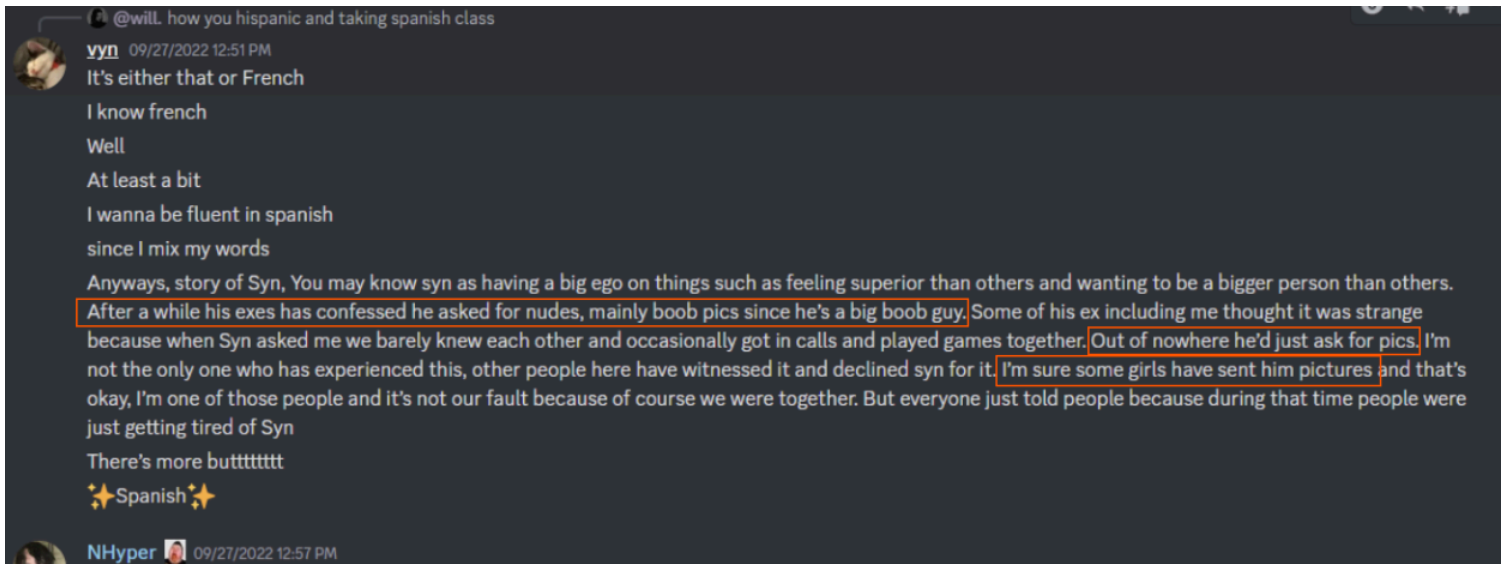 @will. how you hispanic and taking spanish class
vyn 09/27/2022 12:51 PM
It's either that or French
I know french
Well
At least a bit
I wanna be fluent in spanish
since I mix my words
Anyways, story of Syn, You may know syn as having a big ego on things such as feeling superior than others and wanting to be a bigger person than others.
After a while his exes has confessed he asked for nudes, mainly boob pics since he's a big boob guy. Some of his ex including me thought it was strange
because when Syn asked me we barely knew each other and occasionally got in calls and played games together. Out of nowhere he'd just ask for pics. I'm
not the only one who has experienced this, other people here have witnessed it and declined syn for it. I'm sure some girls have sent him pictures and that's
okay, I'm one of those people and it's not our fault because of course we were together. But everyone just told people because during that time people were
just getting tired of Syn
There's more butttttttt
✨Spanish✨
NHyper 09/27/2022 12:57 PM